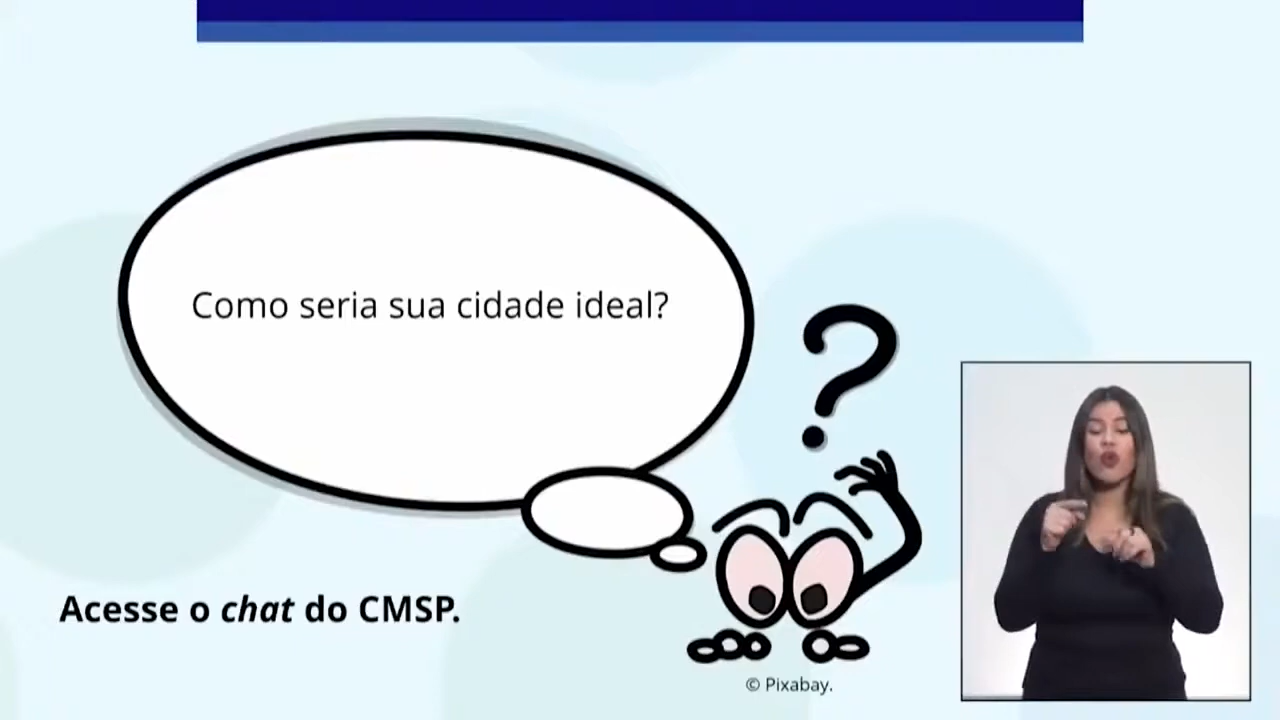 Como seria sua cidade ideal?
Acesse o chat do CMSP.
© Pixabay.